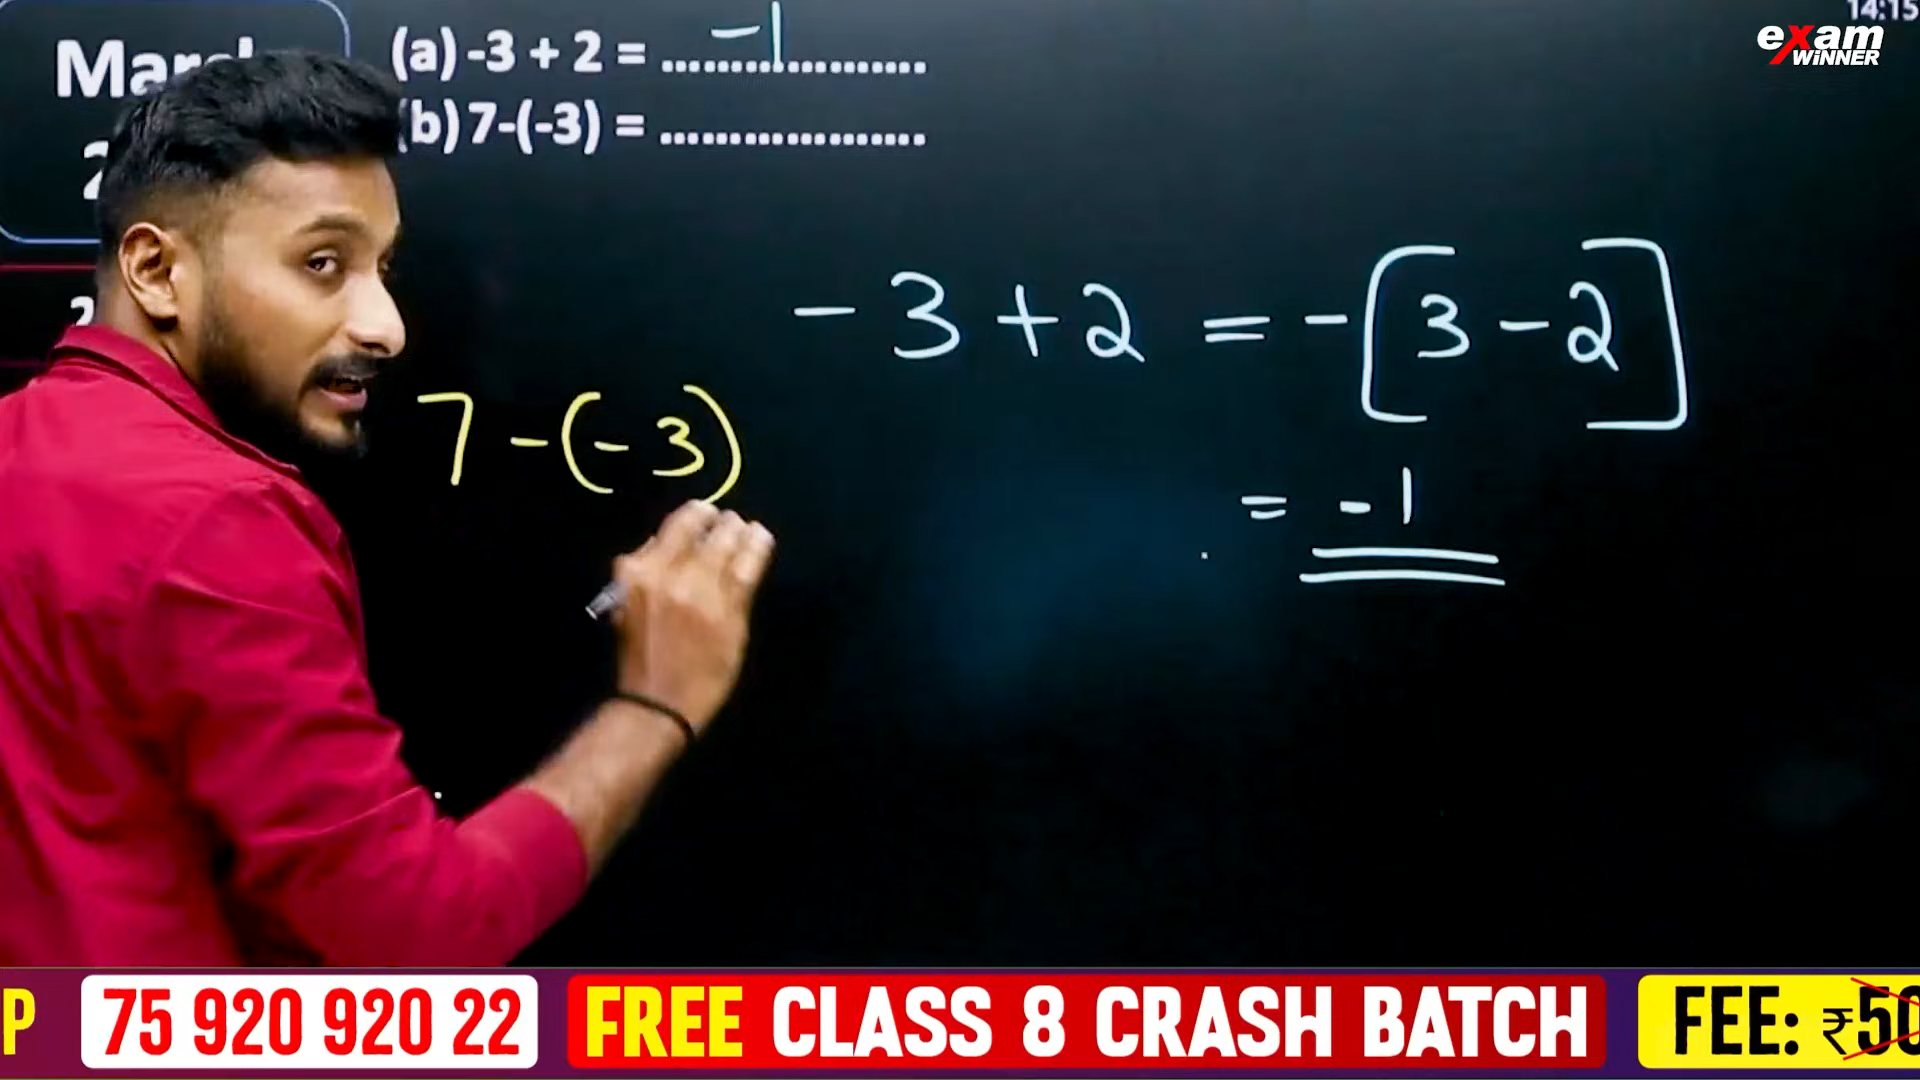 14:15
exam
WINNER
(a) -3 + 2 = ................... -1
(b) 7-(-3) = ...................
-3+2 = -[3-2]
= -1
7-(-3)
P 75 920 920 22 FREE CLASS 8 CRASH BATCH FEE: ₹50